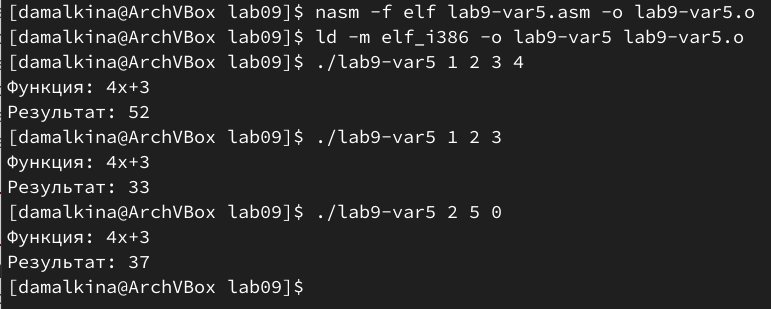 [damalkina@ArchVBox lab09]$ nasm -f elf lab9-var5.asm -o lab9-var5.o
[damalkina@ArchVBox lab09]$ ld -m elf_i386 -o lab9-var5 lab9-var5.o
[damalkina@ArchVBox lab09]$ ./lab9-var5 1 2 3 4
Функция: 4x+3
Результат: 52
[damalkina@ArchVBox lab09]$ ./lab9-var5 1 2 3
Функция: 4x+3
Результат: 33
[damalkina@ArchVBox lab09]$ ./lab9-var5 2 5 0
Функция: 4x+3
Результат: 37
[damalkina@ArchVBox lab09]$